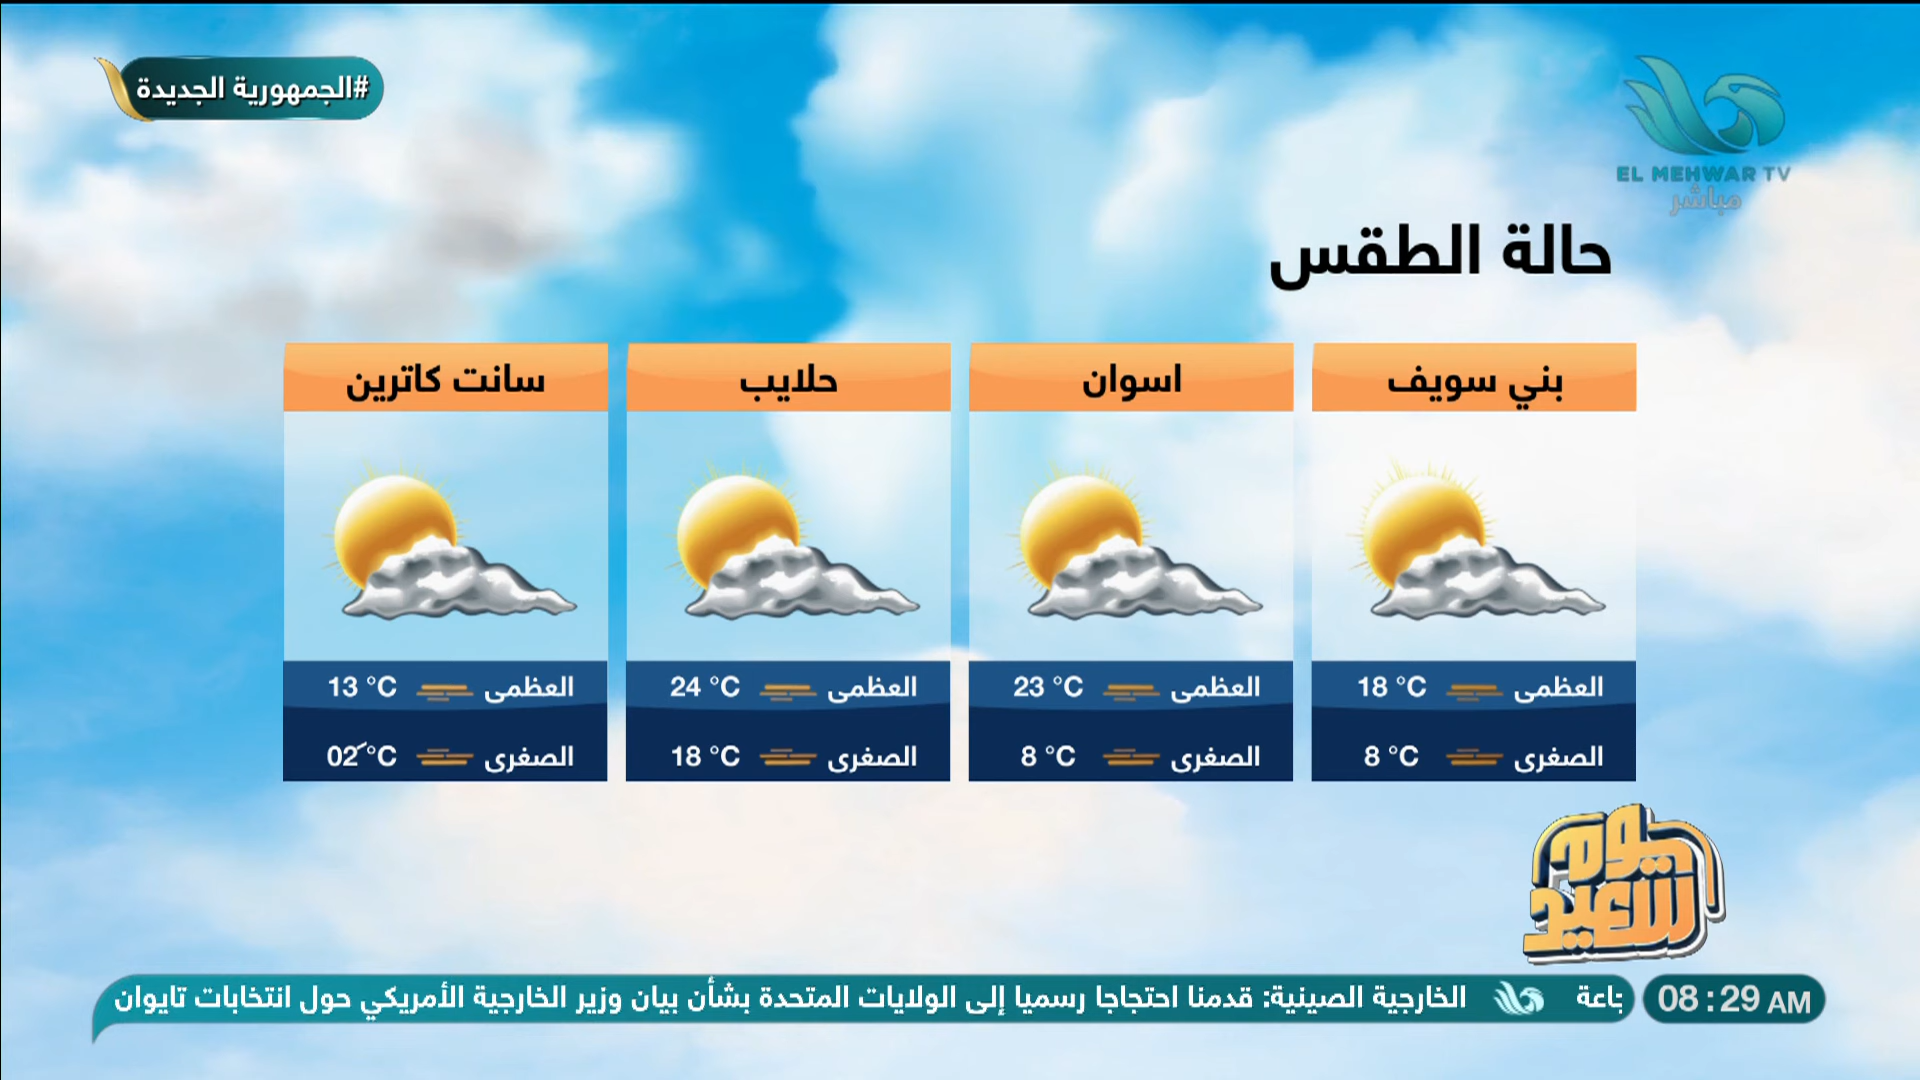 #الجمهورية الجديدة
EL MEHWAR TV
مباشر
حالة الطقس
بني سويف
العظمى 18 °C
الصغرى 8 °C
اسوان
العظمى 23 °C
الصغرى 8 °C
حلايب
العظمى 24 °C
الصغرى 18 °C
سانت كاترين
العظمى 13 °C
الصغرى 02َ °C
يوم
سعيد
08:29 AM
الخارجية الصينية: قدمنا احتجاجا رسميا إلى الولايات المتحدة بشأن بيان وزير الخارجية الأمريكي حول انتخابات تايوان